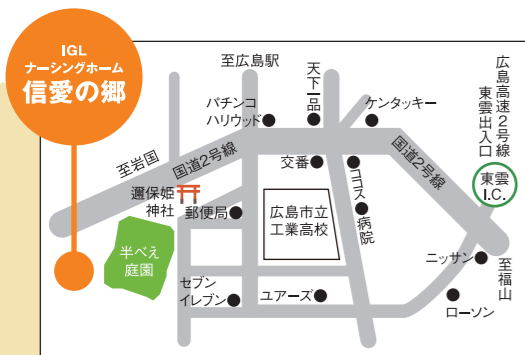 IGL
ナーシングホーム
信愛の郷
至広島駅
天下一品
パチンコ
ハリウッド
ケンタッキー
広島高速2号線
東雲出入口
至岩国
国道2号線
交番
ココス
病院
国道2号線
東雲
I.C.
邇保姫
神社
郵便局
広島市立
工業高校
半べえ
庭園
ニッサン
至福山
セブン
イレブン
ユアーズ
ローソン